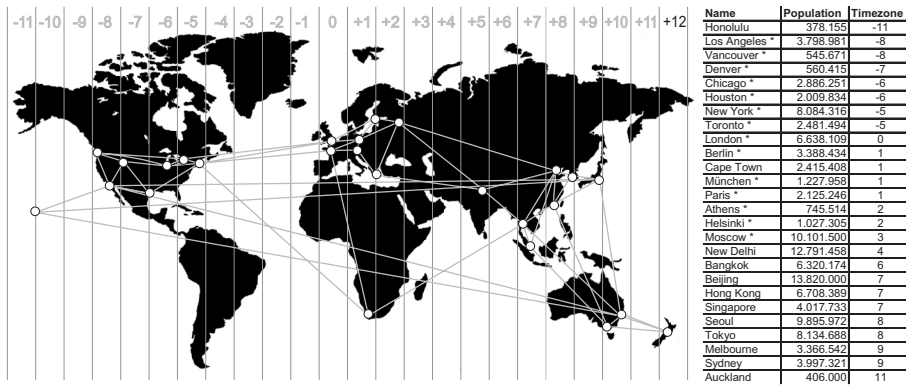 -11 -10 -9 -8 -7 -6 -5 -4 -3 -2 -1 0 +1 +2 +3 +4 +5 +6 +7 +8 +9 +10 +11 +12
Name Population Timezone
Honolulu 378.155 -11
Los Angeles * 3.798.981 -8
Vancouver * 545.671 -8
Denver * 560.415 -7
Chicago * 2.886.251 -6
Houston * 2.009.834 -6
New York * 8.084.316 -5
Toronto * 2.481.494 -5
London * 6.638.109 0
Berlin * 3.388.434 1
Cape Town 2.415.408 1
München * 1.227.958 1
Paris * 2.125.246 1
Athens * 745.514 2
Helsinki * 1.027.305 2
Moscow * 10.101.500 3
New Delhi 12.791.458 4
Bangkok 6.320.174 6
Beijing 13.820.000 7
Hong Kong 6.708.389 7
Singapore 4.017.733 7
Seoul 9.895.972 8
Tokyo 8.134.688 8
Melbourne 3.366.542 9
Sydney 3.997.321 9
Auckland 406.000 11